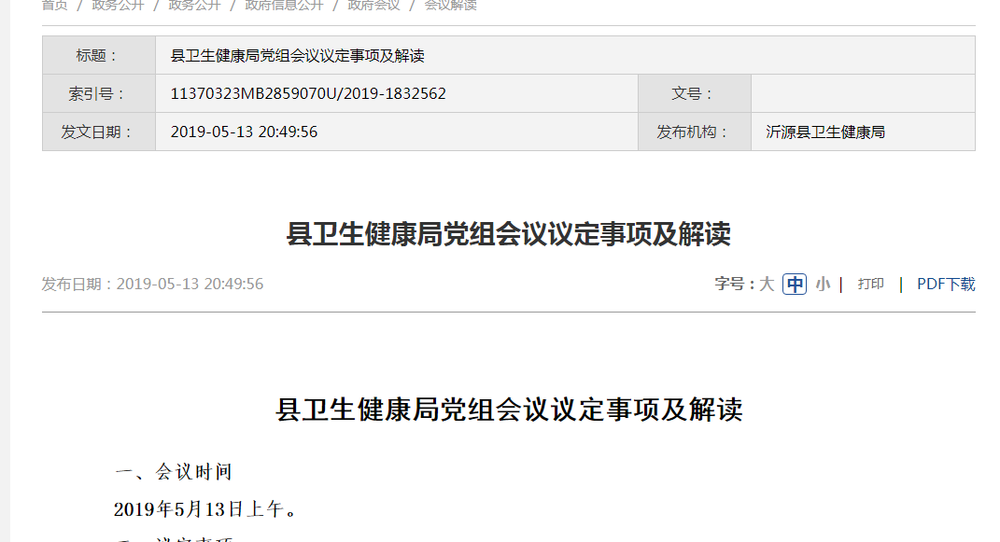 首页 / 政务公开 / 政务公开 / 政府信息公开 / 政府会议 / 会议解读
标题： 县卫生健康局党组会议议定事项及解读
索引号： 11370323MB2859070U/2019-1832562 文号：
发文日期： 2019-05-13 20:49:56 发布机构： 沂源县卫生健康局
县卫生健康局党组会议议定事项及解读
发布日期：2019-05-13 20:49:56 字号：大 中 小 | 打印 | PDF下载
县卫生健康局党组会议议定事项及解读
一、会议时间
2019年5月13日上午。
二、议定事项